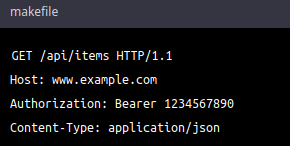 makefile
GET /api/items HTTP/1.1
Host: www.example.com
Authorization: Bearer 1234567890
Content-Type: application/json